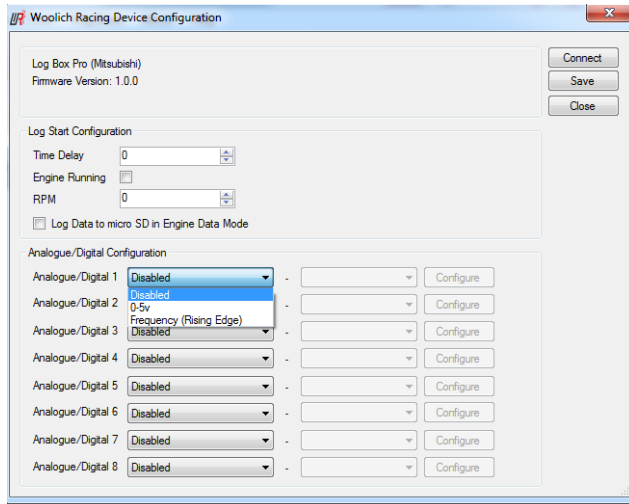 Woolich Racing Device Configuration
Log Box Pro (Mitsubishi)
Firmware Version: 1.0.0
Connect
Save
Close
Log Start Configuration
Time Delay 0
Engine Running
RPM 0
Log Data to micro SD in Engine Data Mode
Analogue/Digital Configuration
Analogue/Digital 1 Disabled - Configure
Disabled
0-5v
Frequency (Rising Edge)
Analogue/Digital 2 - Configure
Analogue/Digital 3 Disabled - Configure
Analogue/Digital 4 Disabled - Configure
Analogue/Digital 5 Disabled - Configure
Analogue/Digital 6 Disabled - Configure
Analogue/Digital 7 Disabled - Configure
Analogue/Digital 8 Disabled - Configure